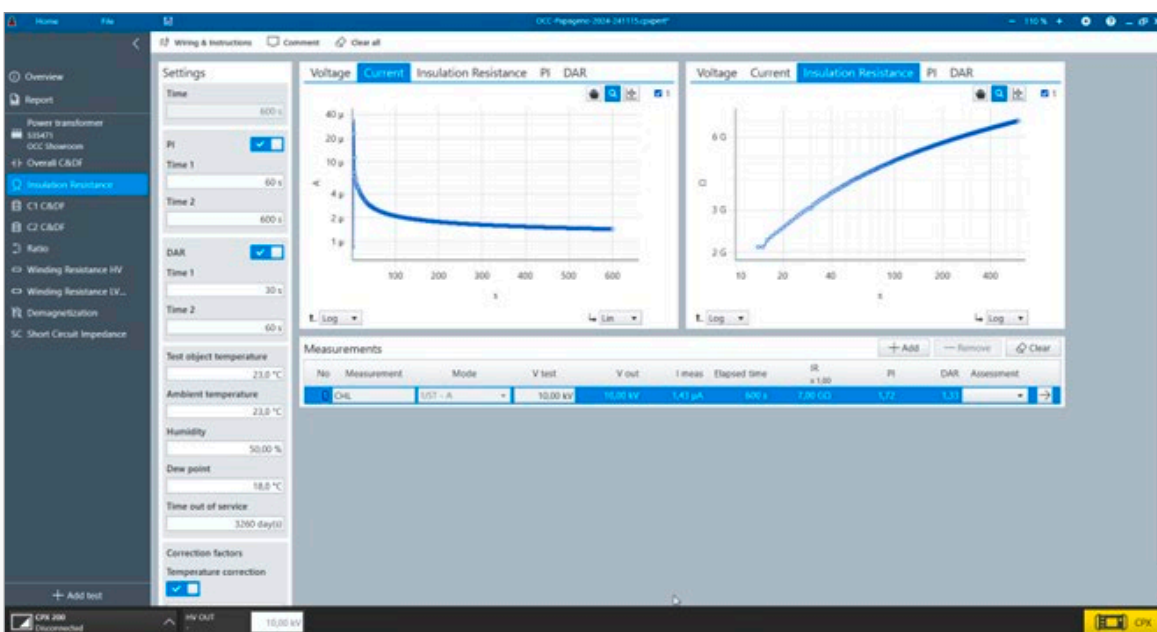 Home File OCC-Papageno-2024-241115.cpxpert* − 110 % +
Wiring & Instructions Comment Clear all
Overview
Report
Power transformer
535471
OCC Showroom
Overall C&DF
Insulation Resistance
C1 C&DF
C2 C&DF
Ratio
Winding Resistance HV
Winding Resistance LV...
Demagnetization
SC Short Circuit Impedance
+ Add test
Settings
Time
600 s
PI
Time 1
60 s
Time 2
600 s
DAR
Time 1
30 s
Time 2
60 s
Test object temperature
23,0 °C
Ambient temperature
23,0 °C
Humidity
50,00 %
Dew point
18,0 °C
Time out of service
3260 day(s)
Correction factors
Temperature correction
Voltage Current Insulation Resistance PI DAR
1
40 µ
20 µ
10 µ
4 µ
2 µ
1 µ
A
100 200 300 400 500 600
s
Log Lin
Voltage Current Insulation Resistance PI DAR
1
6 G
3 G
2 G
Ω
10 20 40 100 200 400
s
Log Log
Measurements + Add − Remove Clear
No Measurement Mode V test V out I meas Elapsed time IR x 1,00 PI DAR Assessment
CHL UST - A 10,00 kV 10,00 kV 1,43 µA 600 s 7,00 GΩ 1,72 1,33
CPX 200
Disconnected
HV OUT
-
10,00 kV
CPX